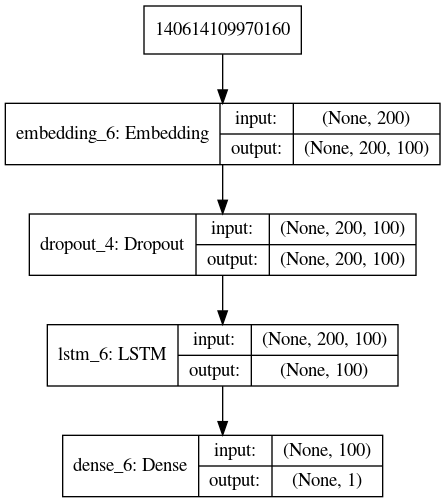 140614109970160
embedding_6: Embedding
input: (None, 200)
output: (None, 200, 100)
dropout_4: Dropout
input: (None, 200, 100)
output: (None, 200, 100)
lstm_6: LSTM
input: (None, 200, 100)
output: (None, 100)
dense_6: Dense
input: (None, 100)
output: (None, 1)